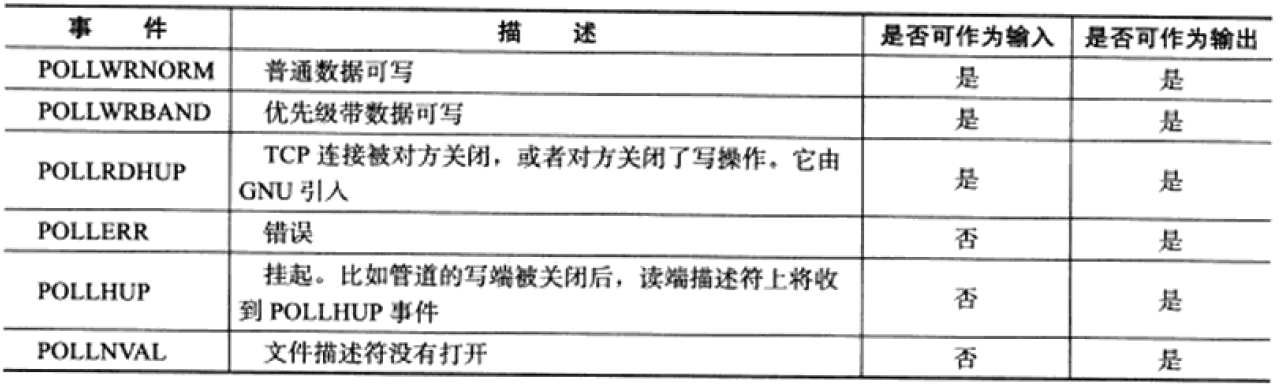 事 件 描 述 是否可作为输入 是否可作为输出
POLLWRNORM 普通数据可写 是 是
POLLWRBAND 优先级带数据可写 是 是
POLLRDHUP TCP 连接被对方关闭，或者对方关闭了写操作。它由
GNU 引入 是 是
POLLERR 错误 否 是
POLLHUP 挂起。比如管道的写端被关闭后，读端描述符上将收
到 POLLHUP 事件 否 是
POLLNVAL 文件描述符没有打开 否 是